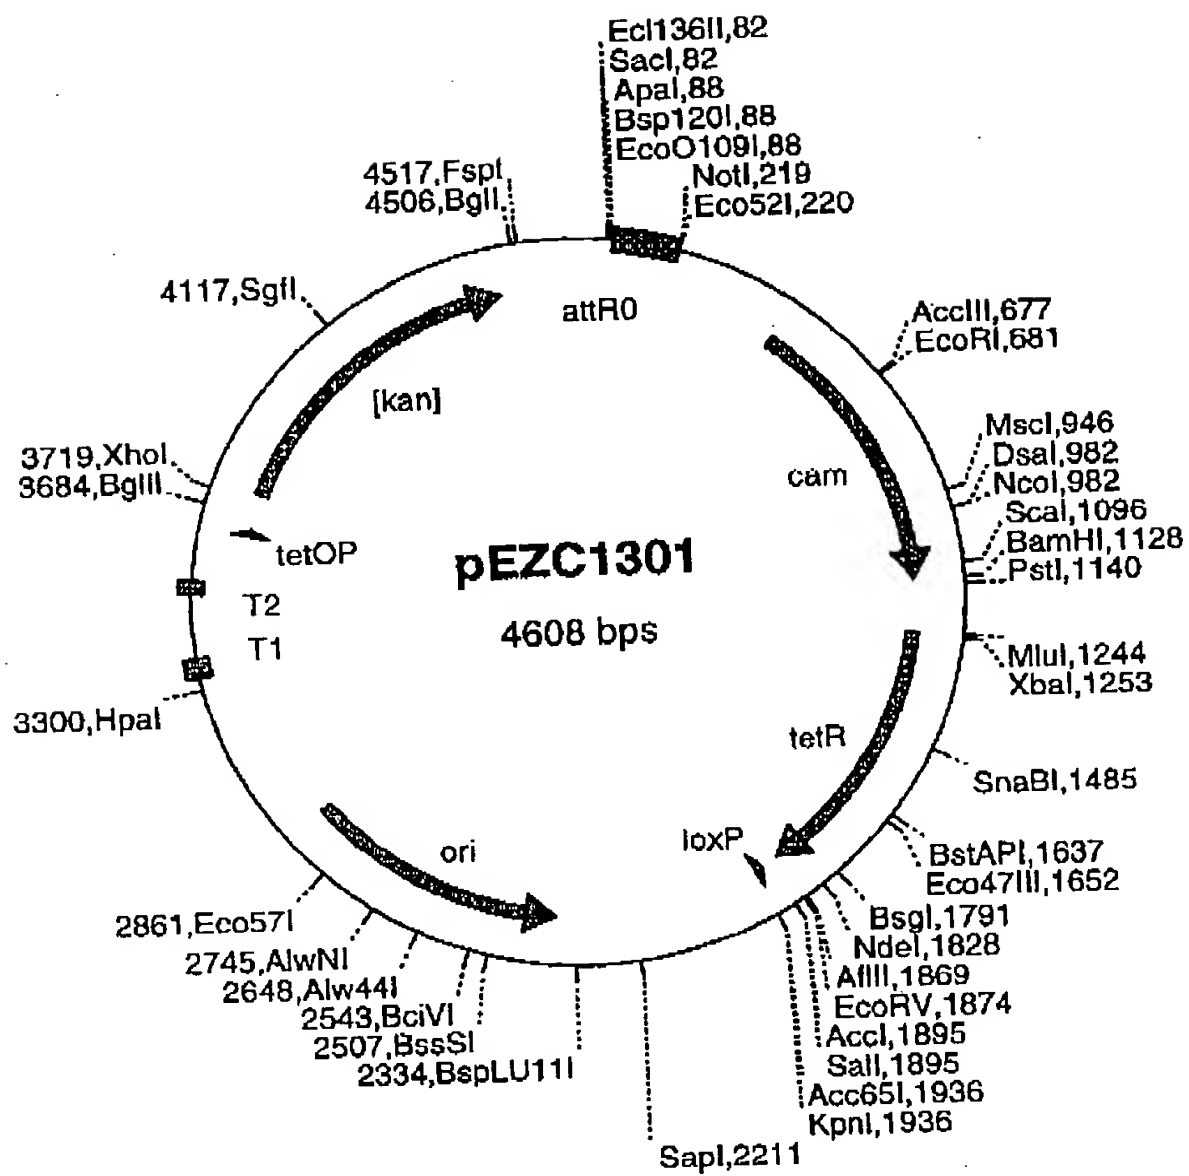 Ecl136II,82
SacI,82
ApaI,88
Bsp120I,88
EcoO109I,88
NotI,219
Eco52I,220
4517,FspI
4506,BglI
4117,SgfI
attR0
AccIII,677
EcoRI,681
[kan]
MscI,946
DsaI,982
NcoI,982
ScaI,1096
BamHI,1128
PstI,1140
cam
3719,XhoI
3684,BglII
tetOP
pEZC1301
4608 bps
T2
T1
MluI,1244
XbaI,1253
3300,HpaI
tetR
SnaBI,1485
loxP
ori
BstAPI,1637
Eco47III,1652
BsgI,1791
NdeI,1828
AflII,1869
EcoRV,1874
AccI,1895
SalI,1895
Acc65I,1936
KpnI,1936
2861,Eco57I
2745,AlwNI
2648,Alw44I
2543,BciVI
2507,BssSI
2334,BspLU11I
SapI,2211